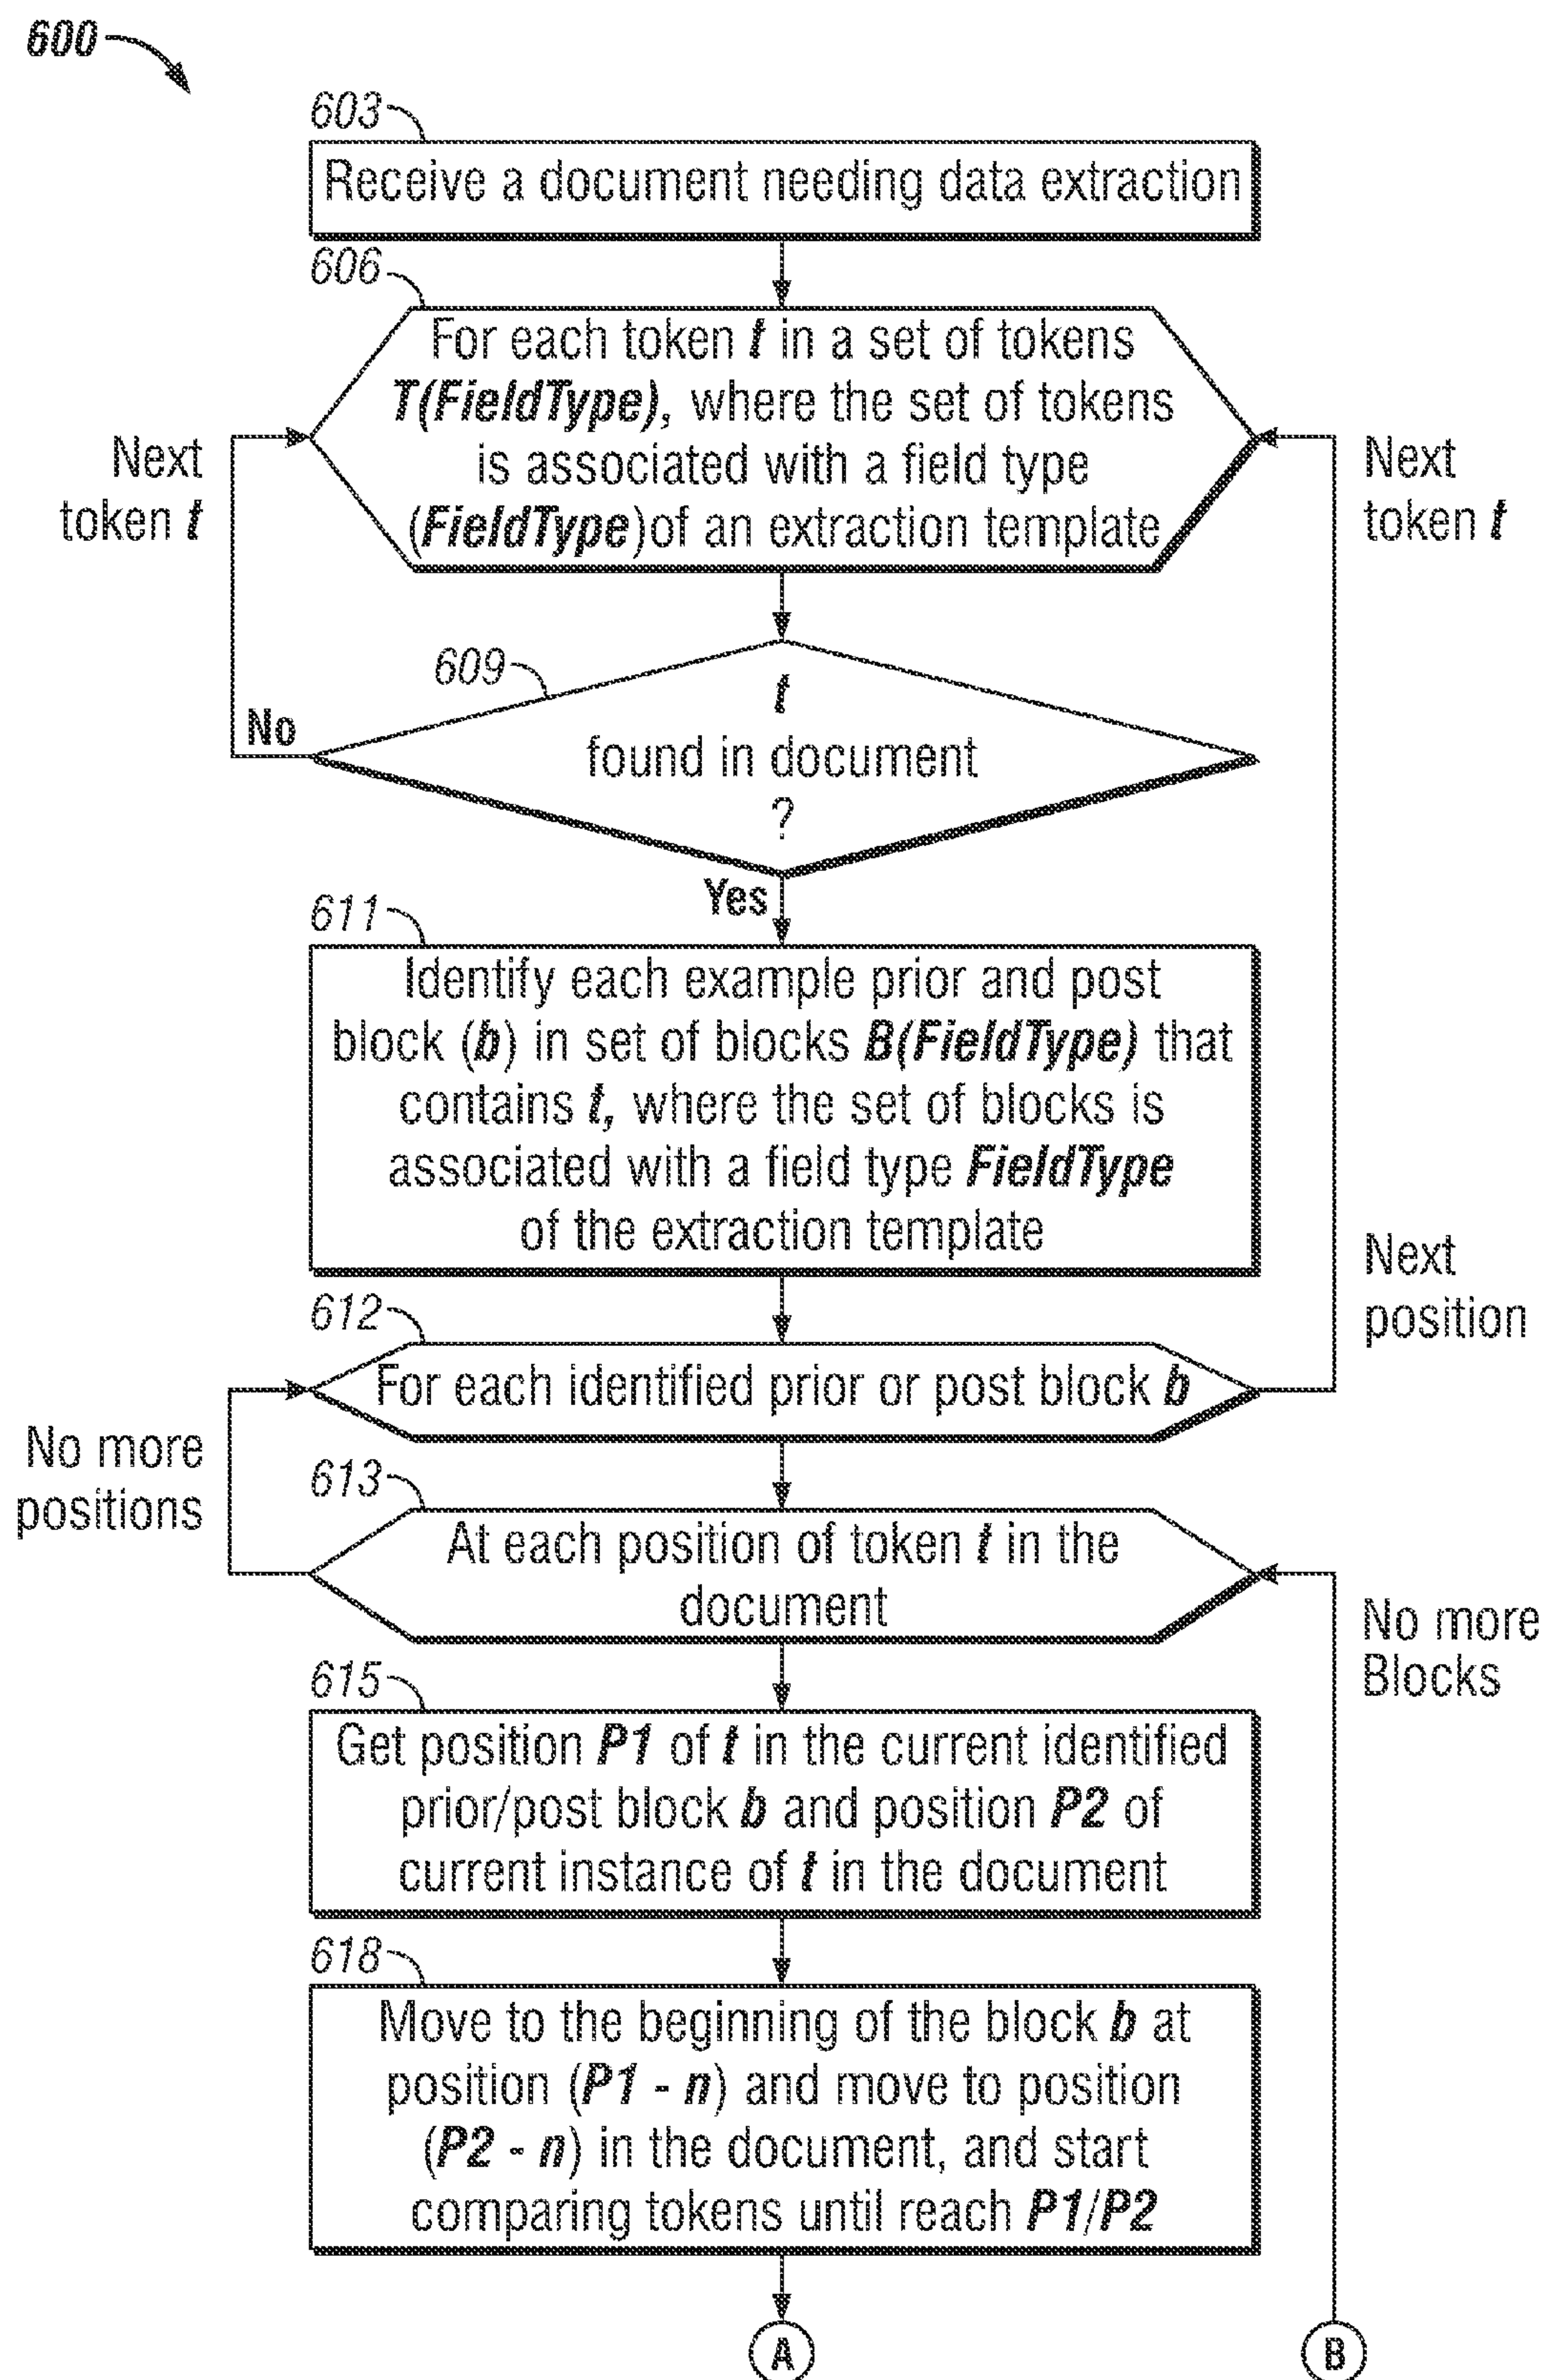 600
603
Receive a document needing data extraction
606
For each token t in a set of tokens
T(FieldType), where the set of tokens
is associated with a field type
(FieldType)of an extraction template
Next
token t
Next
token t
609
t
found in document
?
No
Yes
611
Identify each example prior and post
block (b) in set of blocks B(FieldType) that
contains t, where the set of blocks is
associated with a field type FieldType
of the extraction template
Next
position
612
For each identified prior or post block b
No more
positions
613
At each position of token t in the
document
No more
Blocks
615
Get position P1 of t in the current identified
prior/post block b and position P2 of
current instance of t in the document
618
Move to the beginning of the block b at
position (P1 - n) and move to position
(P2 - n) in the document, and start
comparing tokens until reach P1/P2
A
B